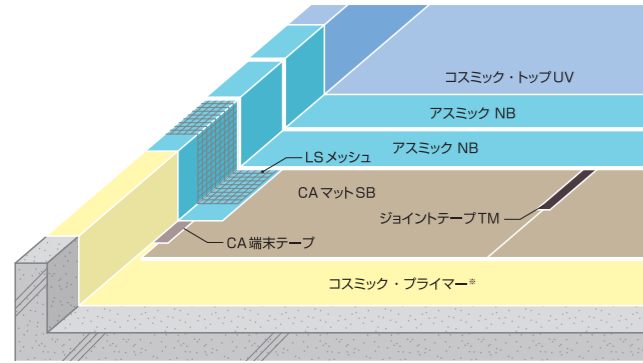 コスミック・トップUV
アスミック NB
アスミック NB
LSメッシュ
CAマットSB
ジョイントテープTM
CA端末テープ
コスミック・プライマー※